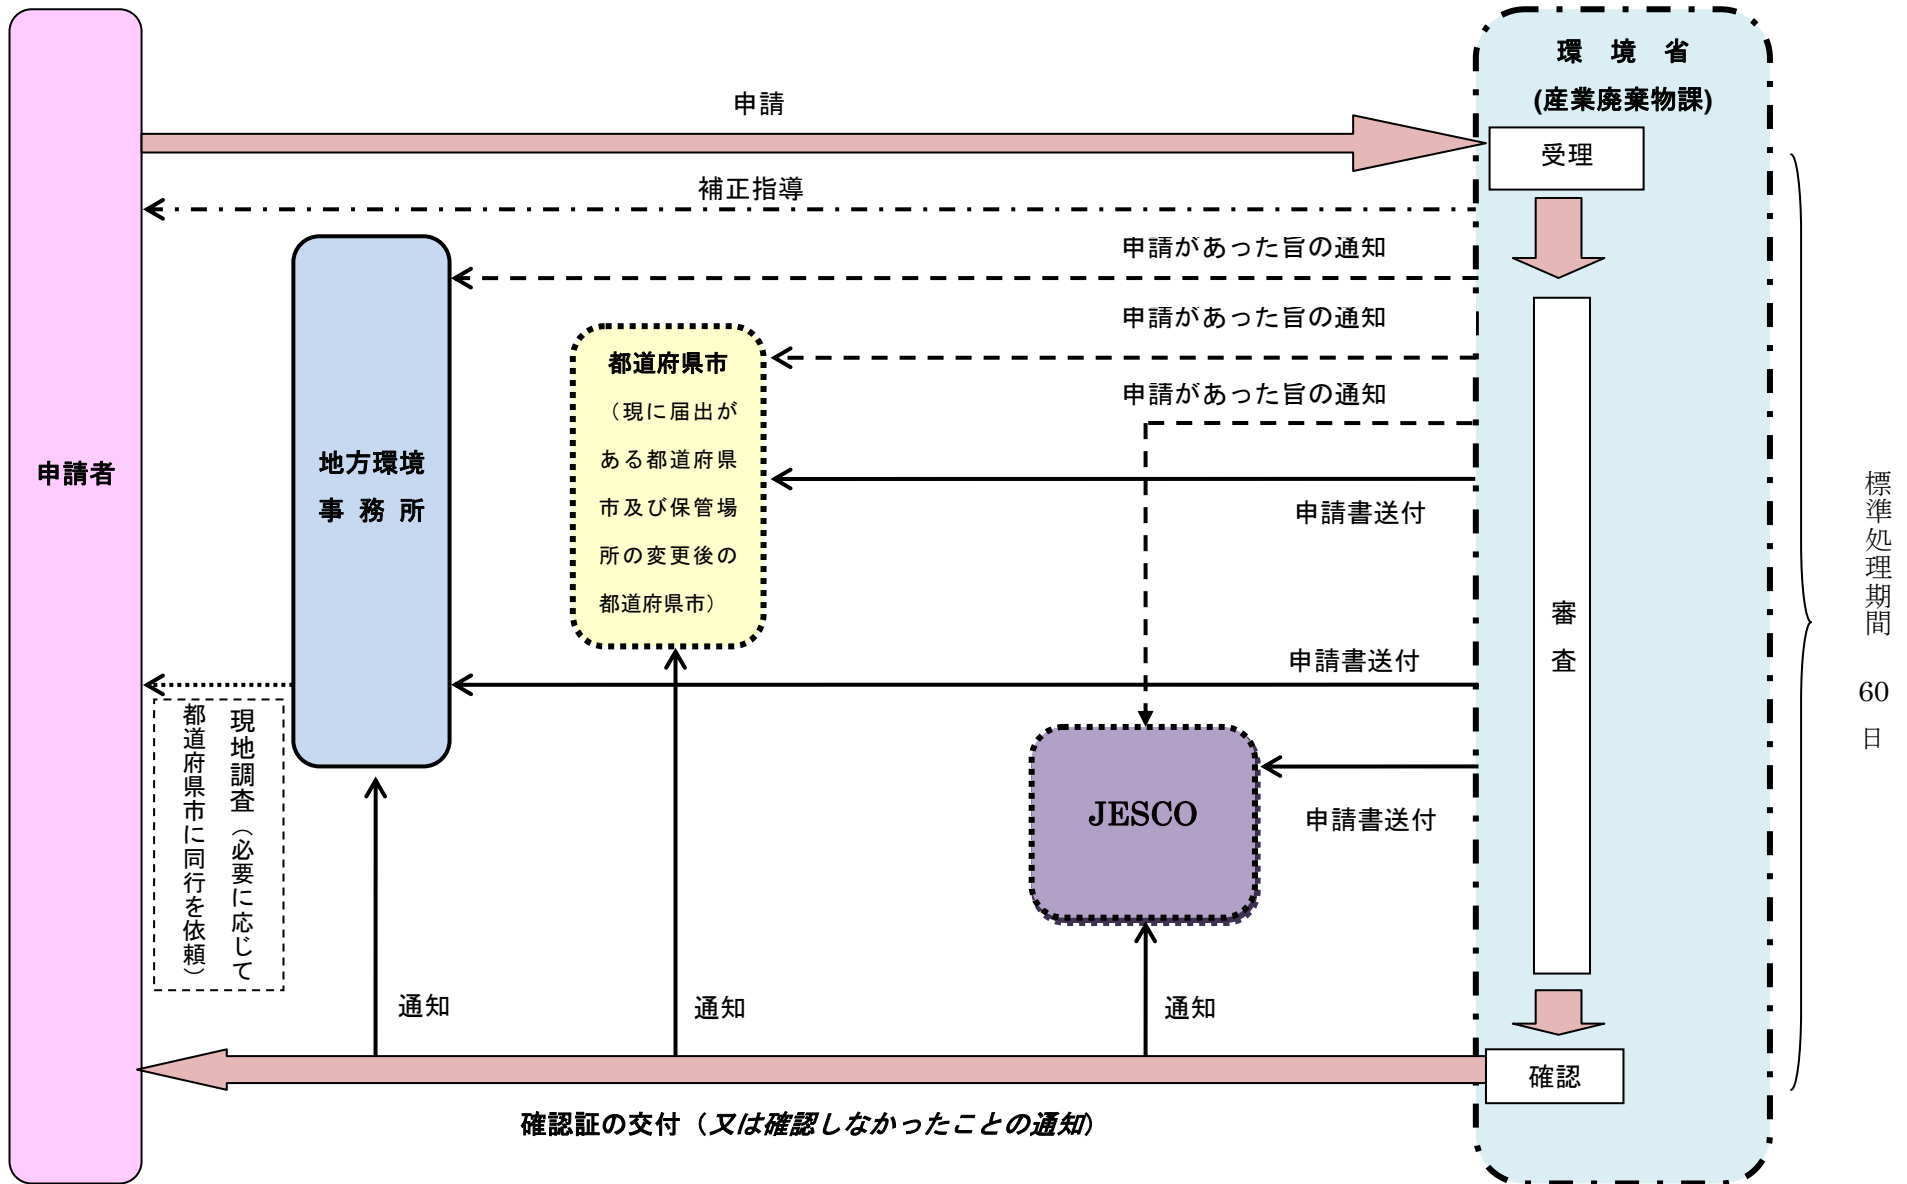 環 境 省
(産業廃棄物課)
申請
受理
補正指導
申請があった旨の通知
申請があった旨の通知
都道府県市
（現に届出が
ある都道府県
市及び保管場
所の変更後の
都道府県市）
申請があった旨の通知
申請者
地方環境
事 務 所
申請書送付
標準処理期間 60日
審
査
申請書送付
現地調査（必要に応じて
都道府県市に同行を依頼）
JESCO
申請書送付
通知
通知
通知
確認
確認証の交付（又は確認しなかったことの通知）